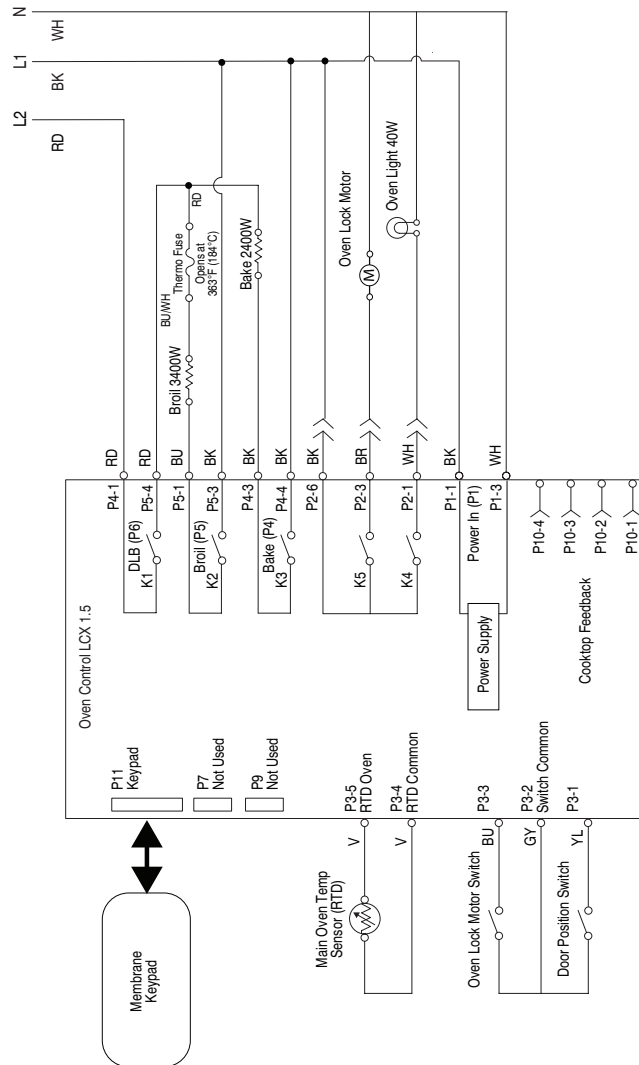 N
WH
L1
BK
L2
RD
RD
Thermo Fuse
Opens at
363°F (184°C)
BU/WH
Broil 3400W
Bake 2400W
Oven Lock Motor
M
Oven Light 40W
RD
RD
BU
BK
BK
BK
BK
BR
WH
BK
WH
P4-1
P5-4
P5-1
P5-3
P4-3
P4-4
P2-6
P2-3
P2-1
P1-1
P1-3
DLB (P6)
K1
Broil (P5)
K2
Bake (P4)
K3
K5
K4
Power In (P1)
Power Supply
P10-4
P10-3
P10-2
P10-1
Cooktop Feedback
Oven Control LCX 1.5
P11
Keypad
P7
Not Used
P9
Not Used
P3-5
RTD Oven
P3-4
RTD Common
P3-3
P3-2
Switch Common
P3-1
V
V
BU
GY
YL
Main Oven Temp
Sensor (RTD)
Oven Lock Motor Switch
Door Position Switch
Membrane
Keypad